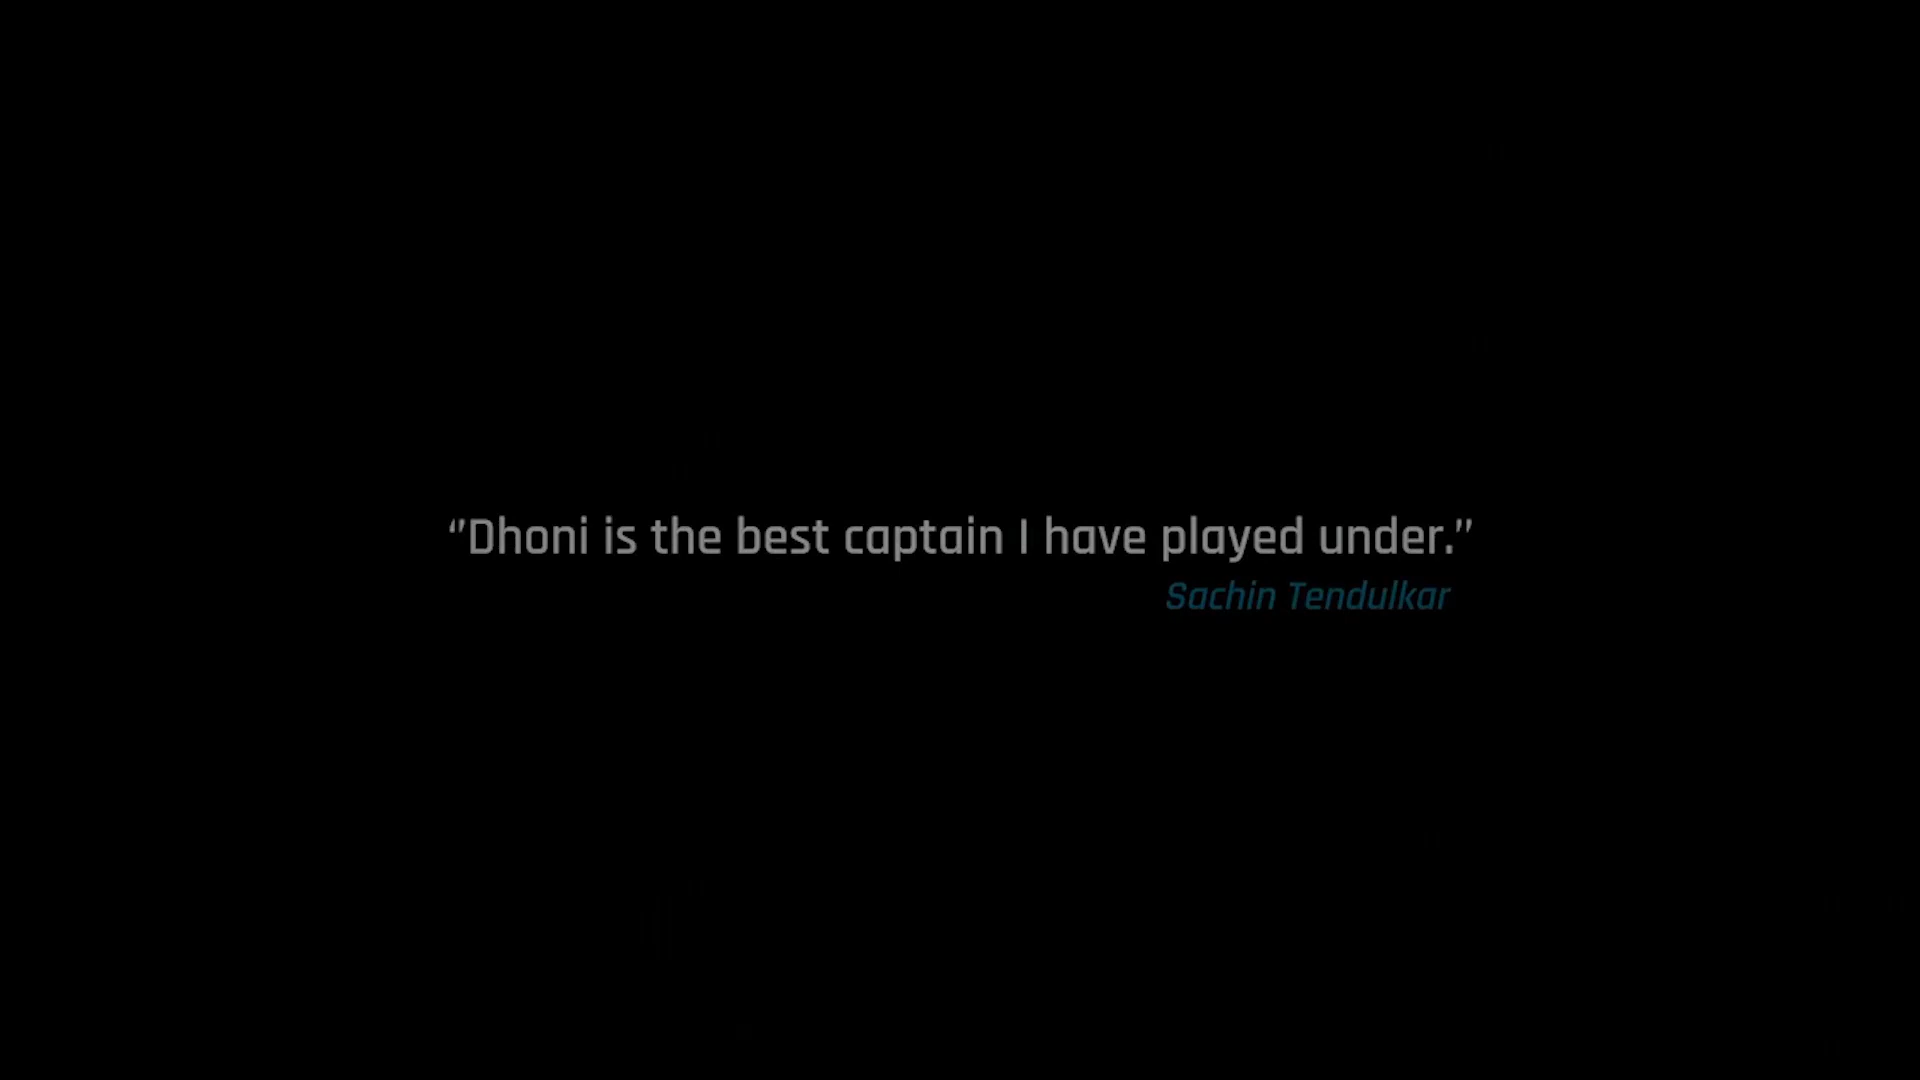 “Dhoni is the best captain I have played under.”
Sachin Tendulkar